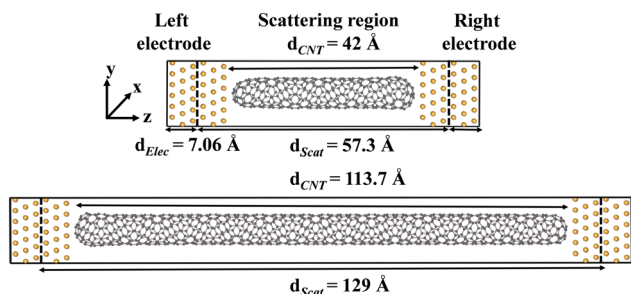 Left electrode
Scattering region
Right electrode
d_CNT = 42 Å
y
x
z
d_Elec = 7.06 Å
d_Scat = 57.3 Å
d_CNT = 113.7 Å
d_Scat = 129 Å